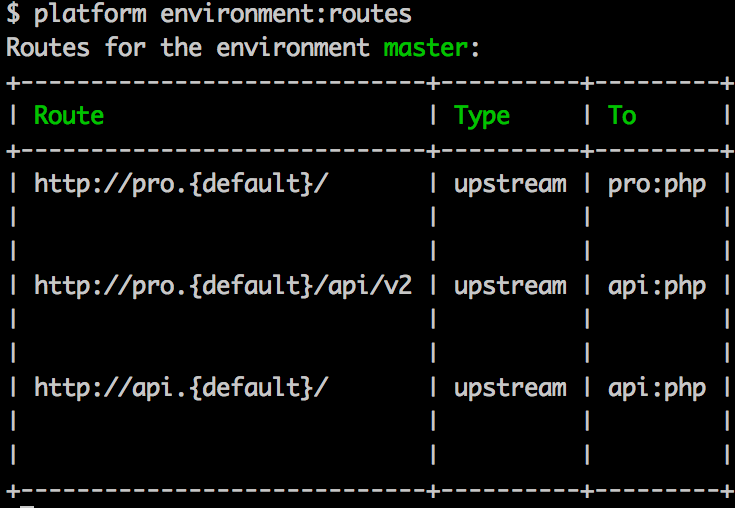 $ platform environment:routes
Routes for the environment master:
+-----------------------------+----------+---------+
| Route                       | Type     | To      |
+-----------------------------+----------+---------+
| http://pro.{default}/       | upstream | pro:php |
|                             |          |         |
|                             |          |         |
| http://pro.{default}/api/v2 | upstream | api:php |
|                             |          |         |
|                             |          |         |
| http://api.{default}/       | upstream | api:php |
|                             |          |         |
|                             |          |         |
+-----------------------------+----------+---------+